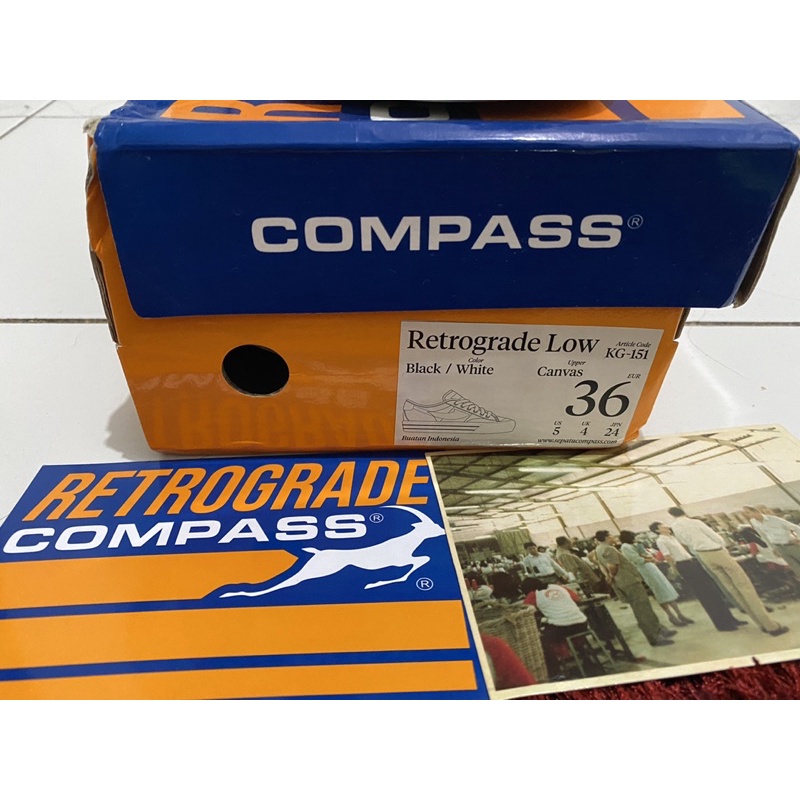 COMPASS®
Retrograde Low
Article Code
KG-151
Color
Black / White
Upper
Canvas
EUR
36
US UK JPN
5 4 24
Buatan Indonesia
www.sepatucompass.com
RETROGRADE
COMPASS®
®